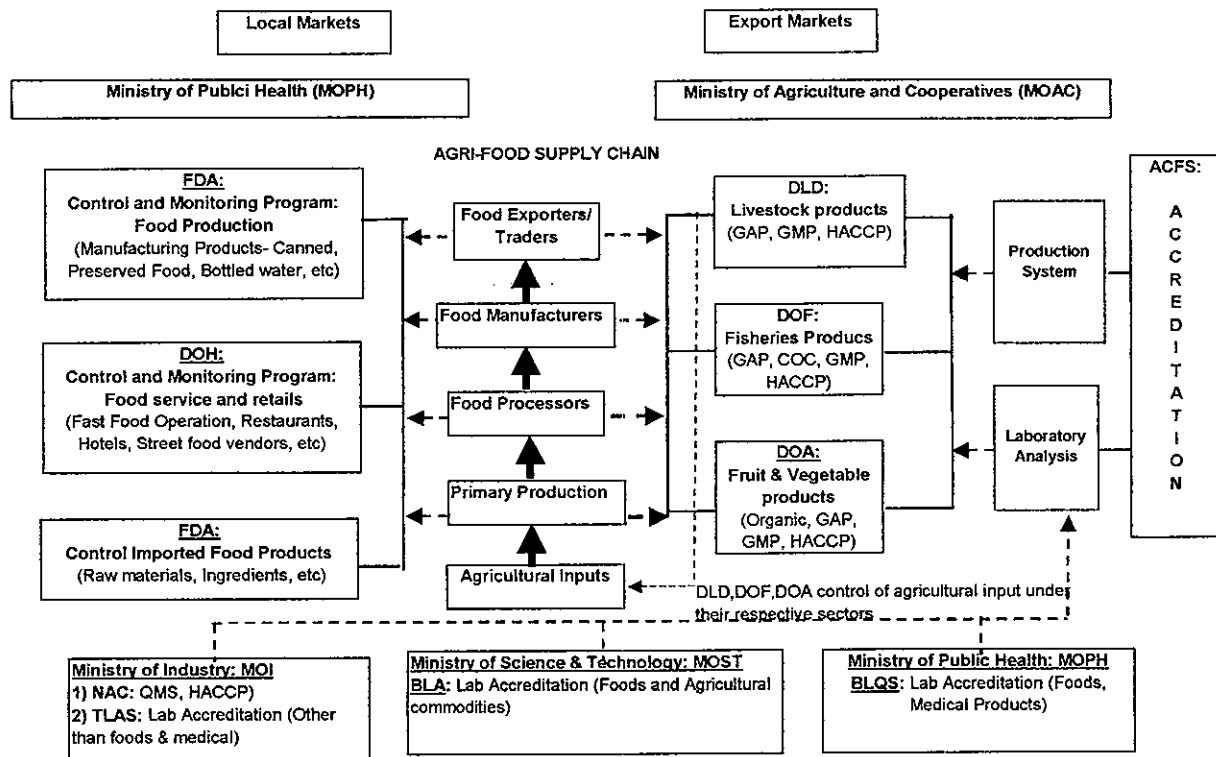 Local Markets
Export Markets
Ministry of Publci Health (MOPH)
Ministry of Agriculture and Cooperatives (MOAC)
AGRI-FOOD SUPPLY CHAIN
FDA:
Control and Monitoring Program:
Food Production
(Manufacturing Products- Canned,
Preserved Food, Bottled water, etc)
DOH:
Control and Monitoring Program:
Food service and retails
(Fast Food Operation, Restaurants,
Hotels, Street food vendors, etc)
FDA:
Control Imported Food Products
(Raw materials, Ingredients, etc)
Food Exporters/
Traders
Food Manufacturers
Food Processors
Primary Production
Agricultural Inputs
DLD:
Livestock products
(GAP, GMP, HACCP)
DOF:
Fisheries Producs
(GAP, COC, GMP,
HACCP)
DOA:
Fruit & Vegetable
products
(Organic, GAP,
GMP, HACCP)
DLD,DOF,DOA control of agricultural input under
their respective sectors
Production
System
Laboratory
Analysis
ACFS:
A
C
C
R
E
D
I
T
A
T
I
O
N
Ministry of Industry: MOI
1) NAC: QMS, HACCP)
2) TLAS: Lab Accreditation (Other
than foods & medical)
Ministry of Science & Technology: MOST
BLA: Lab Accreditation (Foods and Agricultural
commodities)
Ministry of Public Health: MOPH
BLQS: Lab Accreditation (Foods,
Medical Products)